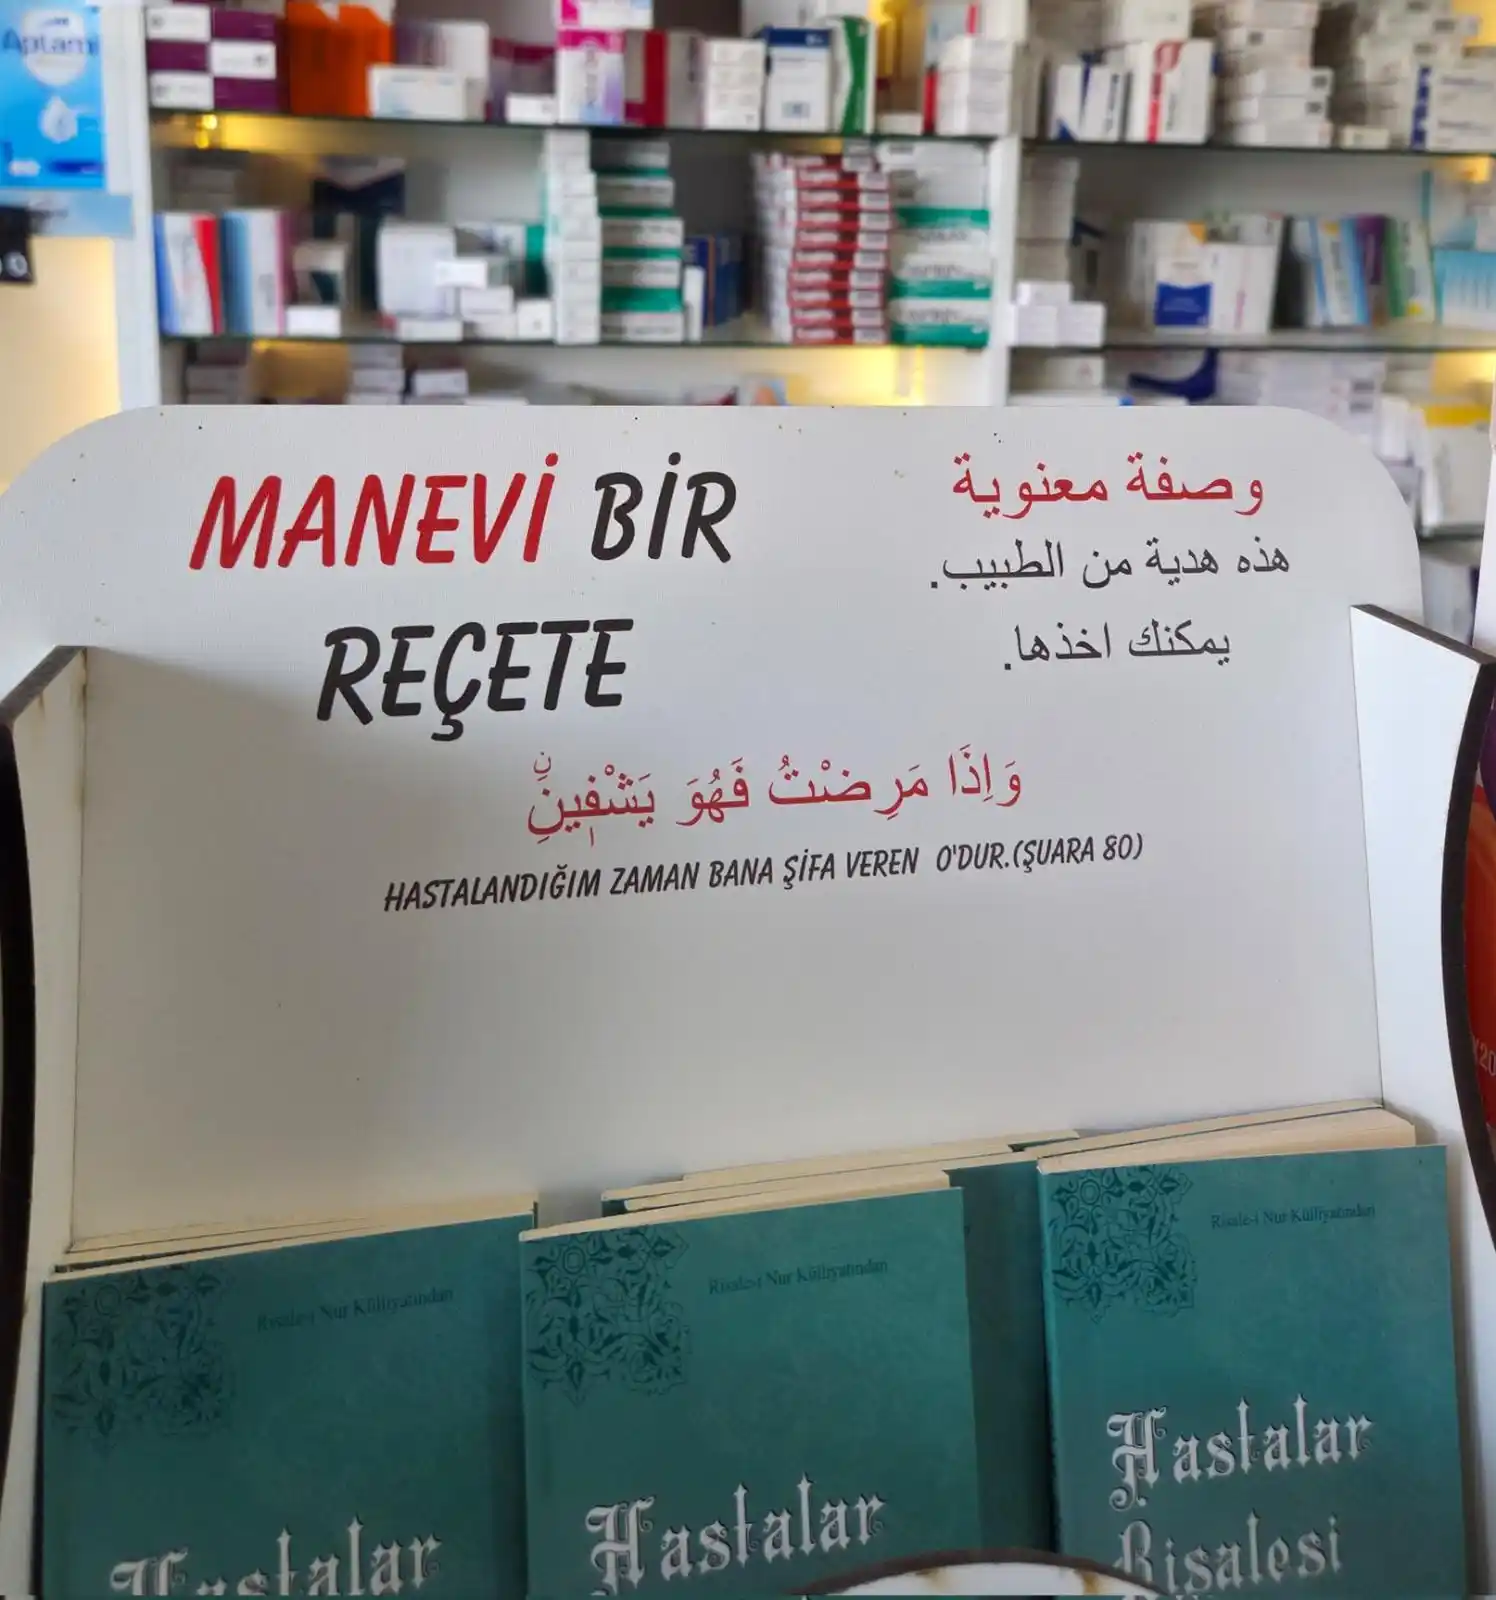 Aptami
MANEVİ BİR
REÇETE
وصفة معنوية
هذه هدية من الطبيب.
يمكنك اخذها.
وَاِذَا مَرِضْتُ فَهُوَ يَشْفٖينِۙ
HASTALANDIĞIM ZAMAN BANA ŞİFA VEREN O'DUR.(ŞUARA 80)
Risale-i Nur Külliyatından
Hastalar
Risale-i Nur Külliyatından
Hastalar
Risale-i Nur Külliyatından
Hastalar
Risalesi